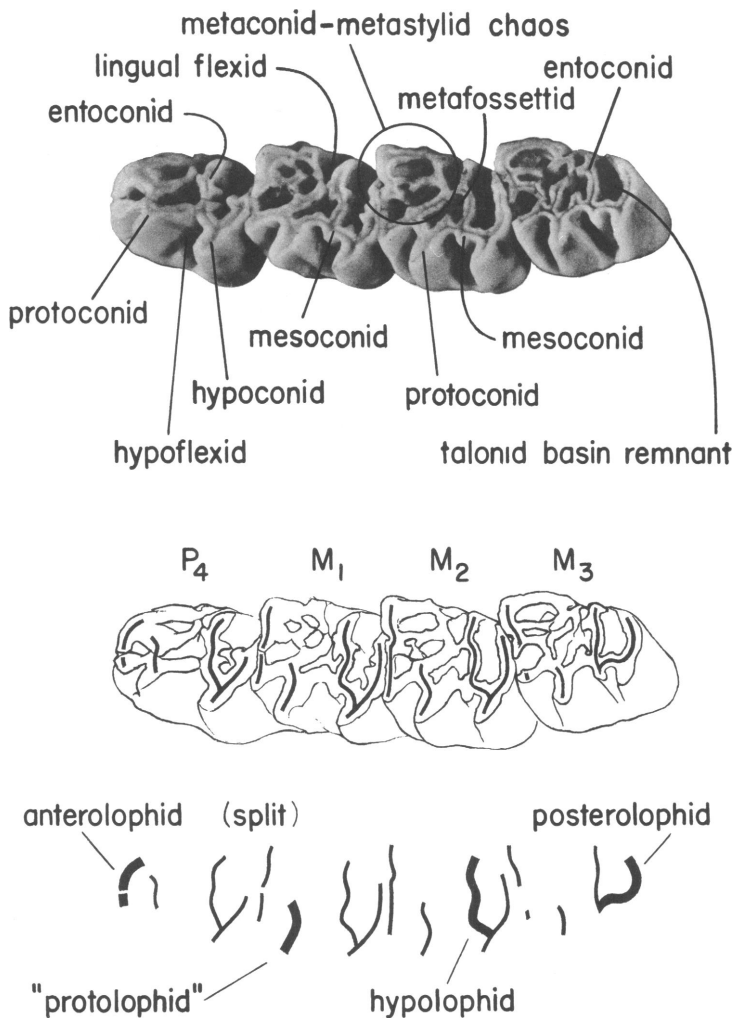 metaconid-metastylid chaos
lingual flexid
entoconid
metafossettid
entoconid
protoconid
mesoconid
mesoconid
hypoconid
protoconid
hypoflexid
talonid basin remnant
P4
M1
M2
M3
anterolophid
(split)
posterolophid
"protolophid"
hypolophid